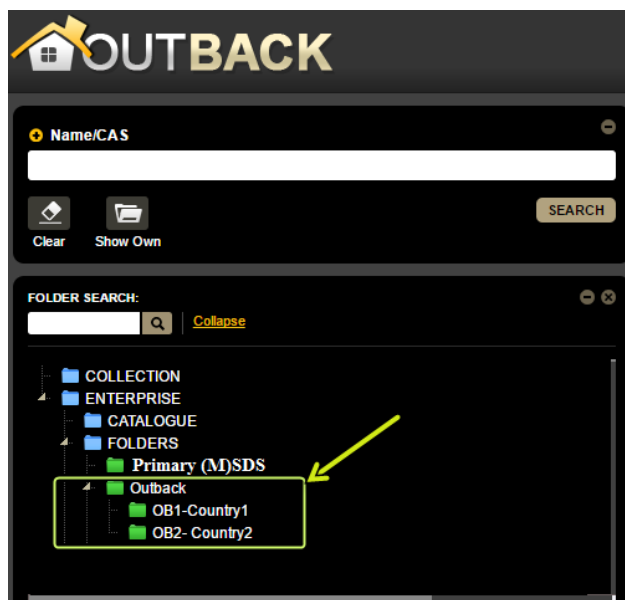 OUTBACK
Name/CAS
SEARCH
Clear Show Own
FOLDER SEARCH:
Collapse
COLLECTION
ENTERPRISE
CATALOGUE
FOLDERS
Primary (M)SDS
Outback
OB1-Country1
OB2- Country2